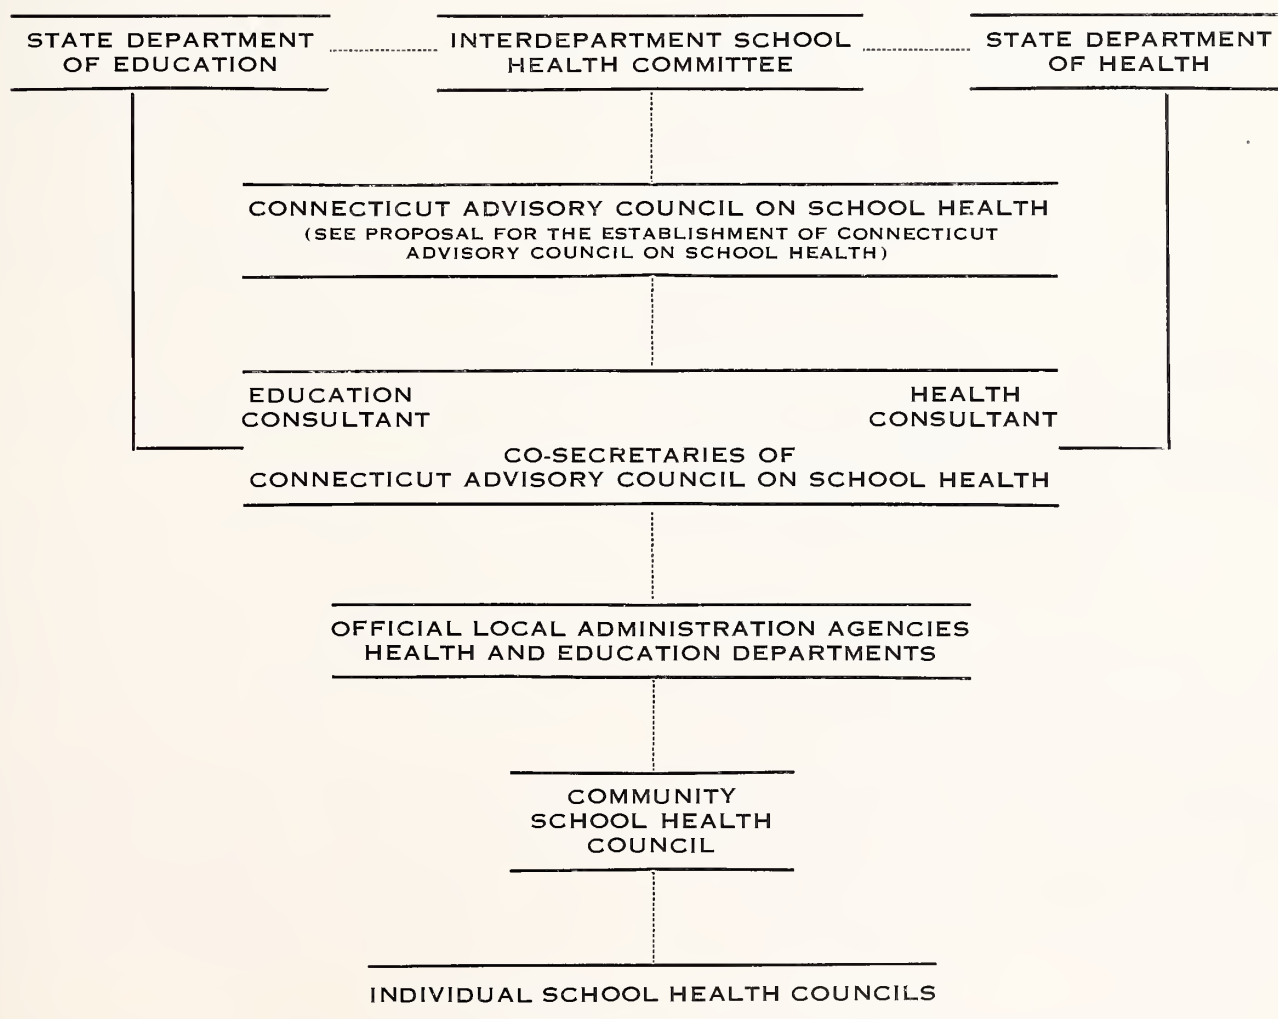 STATE DEPARTMENT
OF EDUCATION
INTERDEPARTMENT SCHOOL
HEALTH COMMITTEE
STATE DEPARTMENT
OF HEALTH
CONNECTICUT ADVISORY COUNCIL ON SCHOOL HEALTH
(SEE PROPOSAL FOR THE ESTABLISHMENT OF CONNECTICUT
ADVISORY COUNCIL ON SCHOOL HEALTH)
EDUCATION
CONSULTANT
HEALTH
CONSULTANT
CO-SECRETARIES OF
CONNECTICUT ADVISORY COUNCIL ON SCHOOL HEALTH
OFFICIAL LOCAL ADMINISTRATION AGENCIES
HEALTH AND EDUCATION DEPARTMENTS
COMMUNITY
SCHOOL HEALTH
COUNCIL
INDIVIDUAL SCHOOL HEALTH COUNCILS